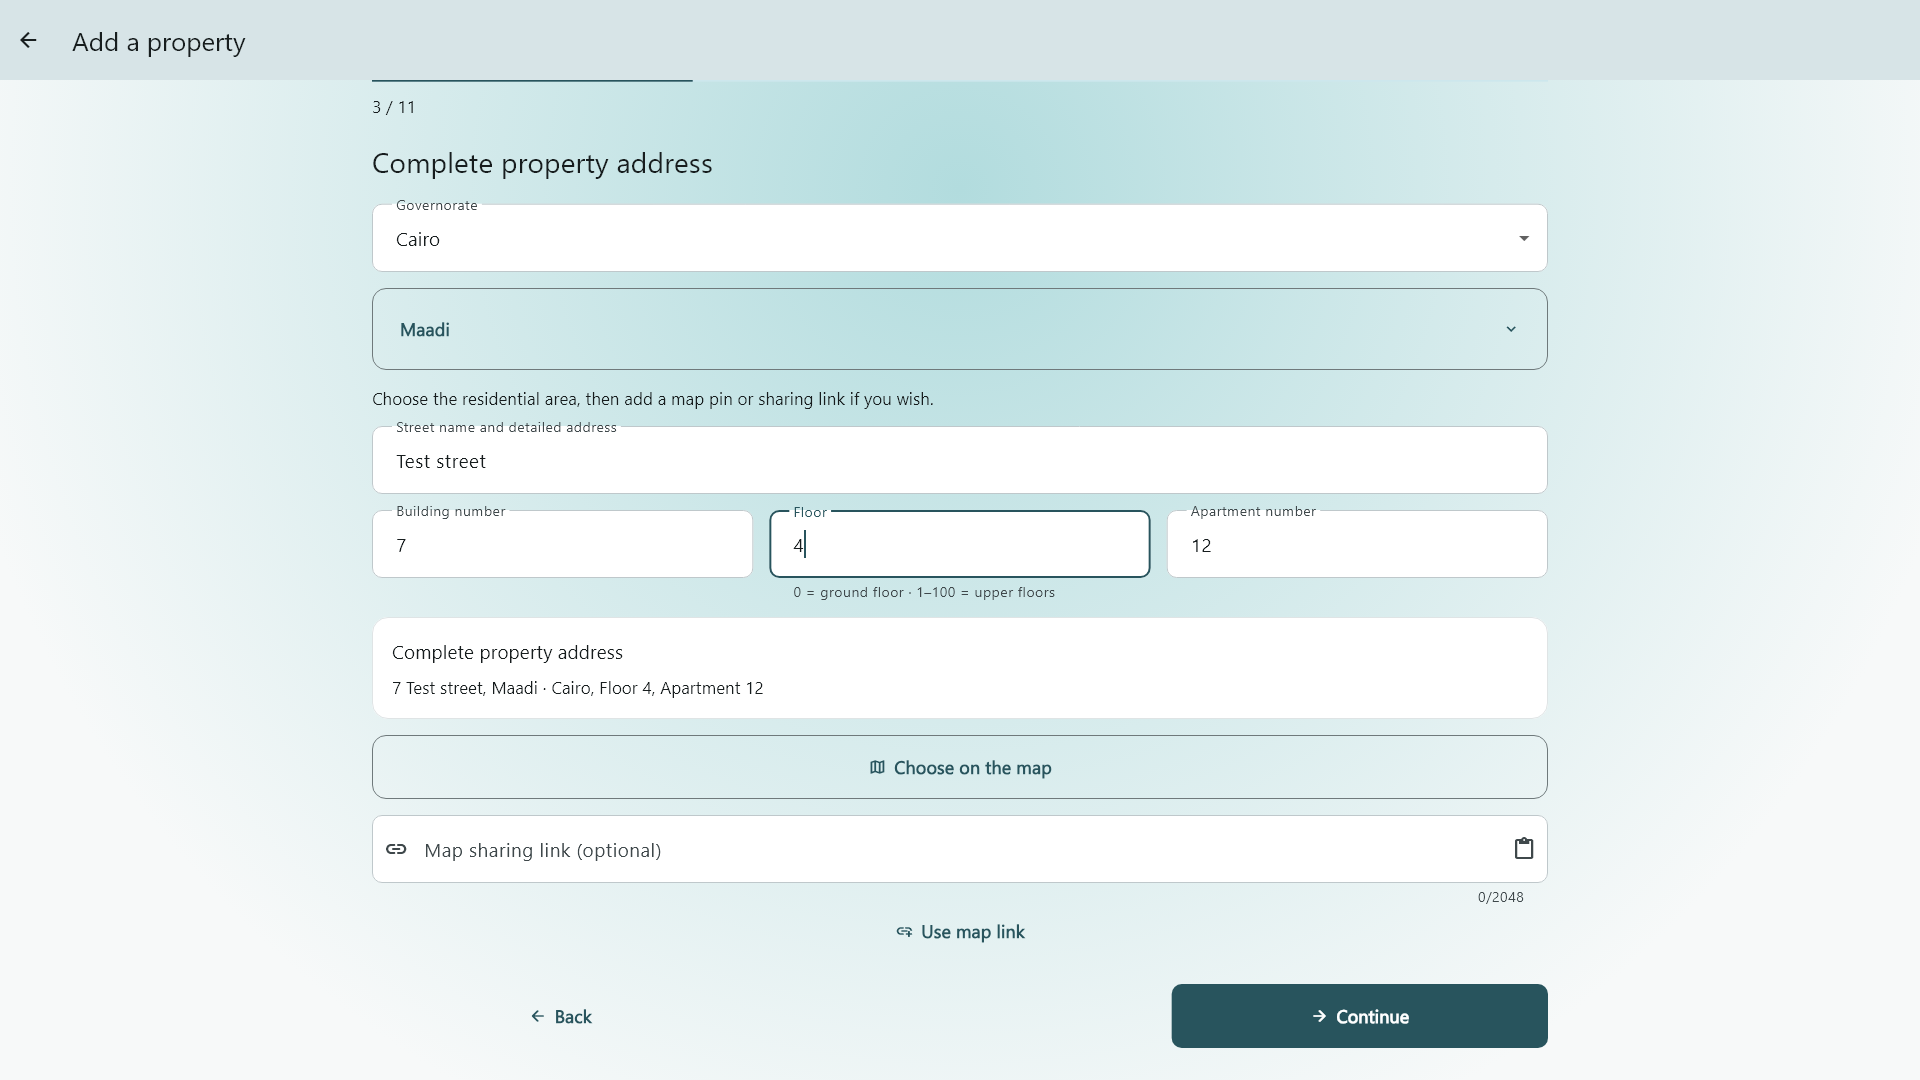 Add a property
3 / 11
Complete property address
Governorate
Cairo
Maadi
Choose the residential area, then add a map pin or sharing link if you wish.
Street name and detailed address
Test street
Building number
7
Floor
4
Apartment number
12
0 = ground floor · 1–100 = upper floors
Complete property address
7 Test street, Maadi · Cairo, Floor 4, Apartment 12
Choose on the map
Map sharing link (optional)
0/2048
Use map link
Back
Continue